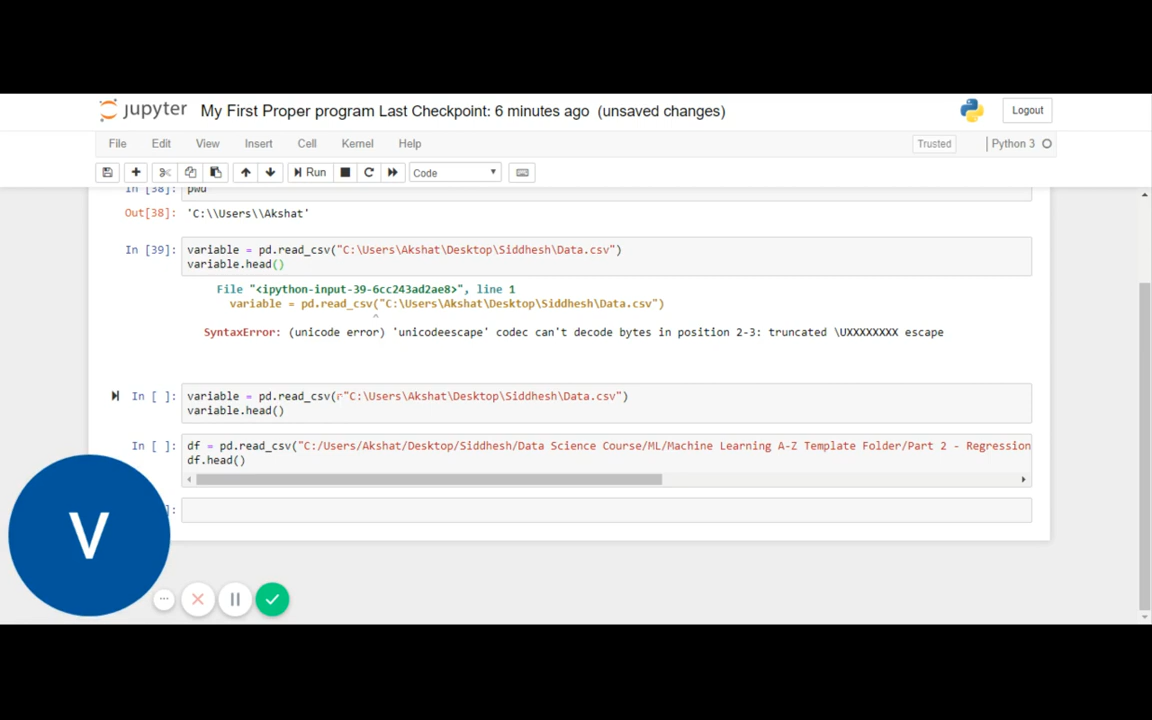 jupyter My First Proper program Last Checkpoint: 6 minutes ago (unsaved changes) Logout
File Edit View Insert Cell Kernel Help Trusted Python 3
Run Code
In [38]: pwd
Out[38]: 'C:\\Users\\Akshat'
In [39]: variable = pd.read_csv("C:\Users\Akshat\Desktop\Siddhesh\Data.csv")
variable.head()
File "<ipython-input-39-6cc243ad2ae8>", line 1
variable = pd.read_csv("C:\Users\Akshat\Desktop\Siddhesh\Data.csv")
^
SyntaxError: (unicode error) 'unicodeescape' codec can't decode bytes in position 2-3: truncated \UXXXXXXXX escape
In [ ]: variable = pd.read_csv(r"C:\Users\Akshat\Desktop\Siddhesh\Data.csv")
variable.head()
In [ ]: df = pd.read_csv("C:/Users/Akshat/Desktop/Siddhesh/Data Science Course/ML/Machine Learning A-Z Template Folder/Part 2 - Regression
df.head()
]:
V